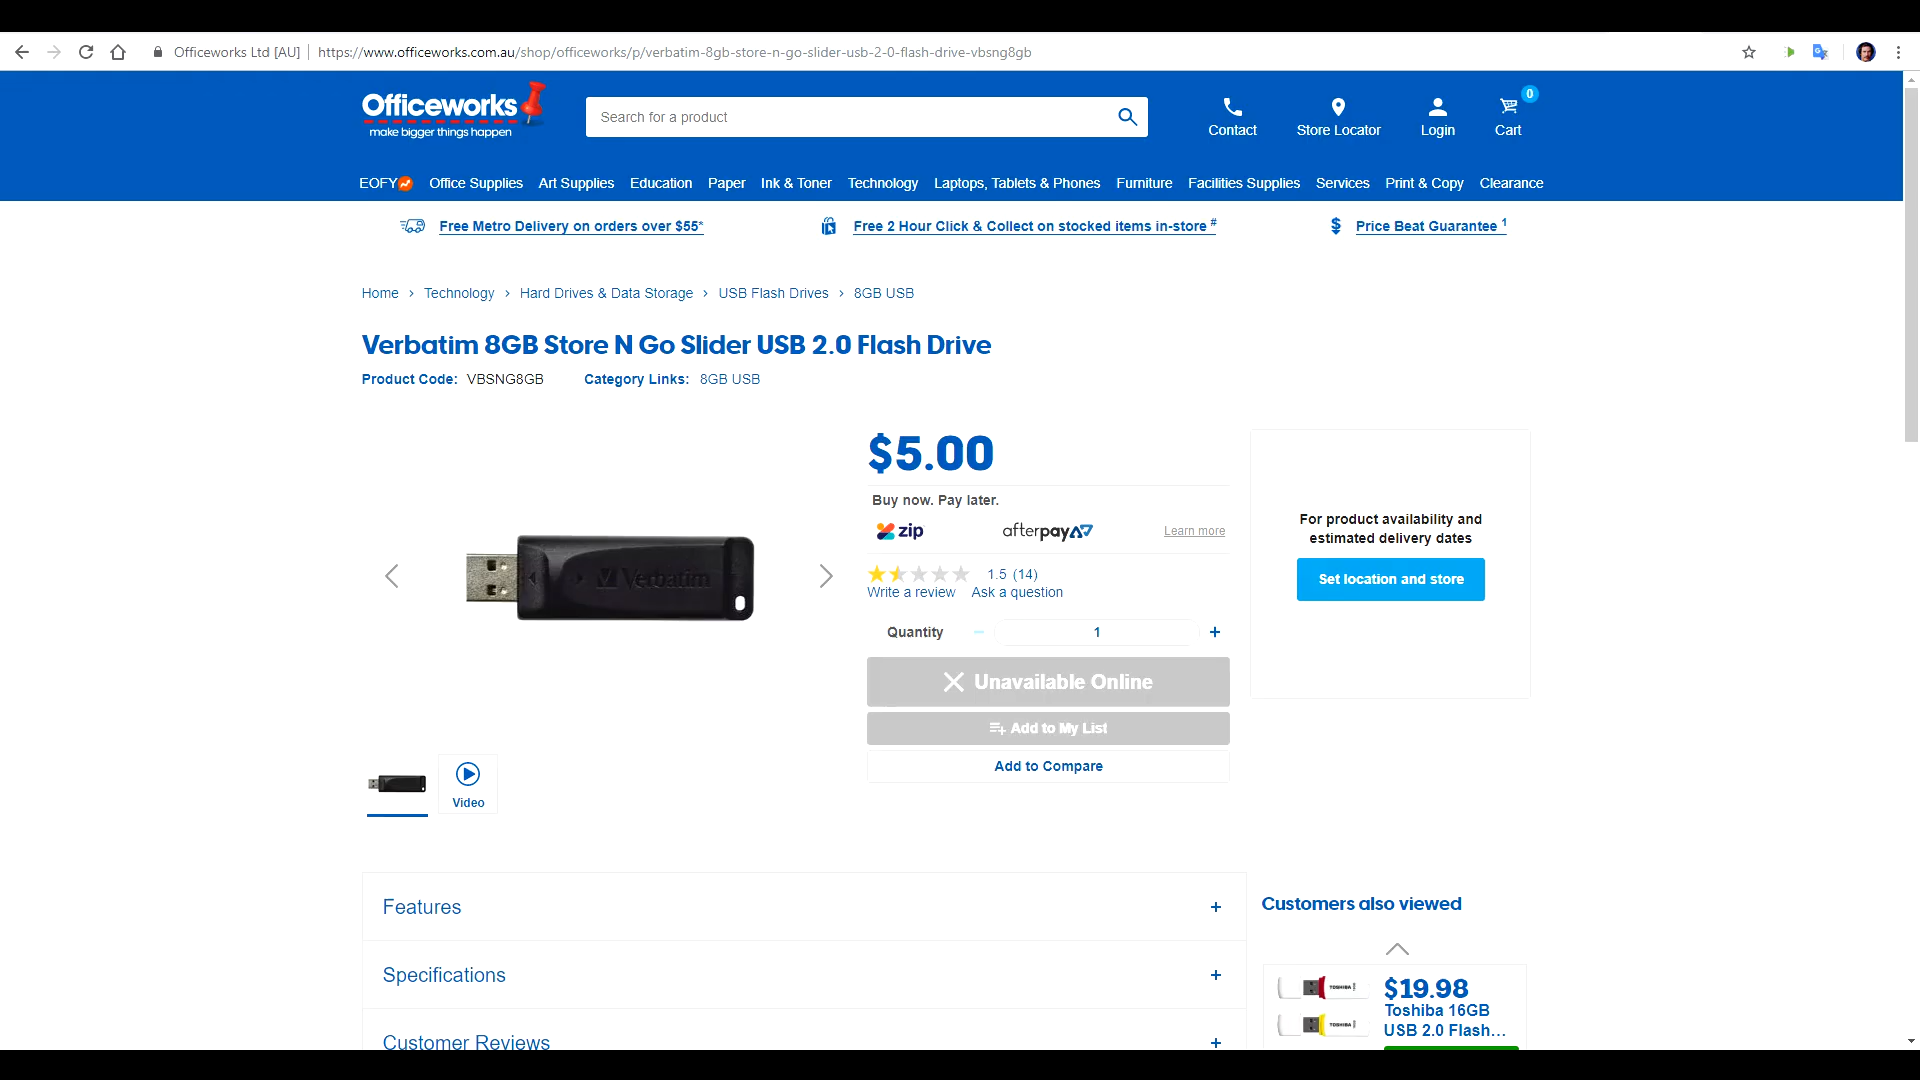 Officeworks Ltd [AU] https://www.officeworks.com.au/shop/officeworks/p/verbatim-8gb-store-n-go-slider-usb-2-0-flash-drive-vbsng8gb
Officeworks
make bigger things happen
Search for a product
Contact
Store Locator
Login
0
Cart
EOFY Office Supplies Art Supplies Education Paper Ink & Toner Technology Laptops, Tablets & Phones Furniture Facilities Supplies Services Print & Copy Clearance
Free Metro Delivery on orders over $55* Free 2 Hour Click & Collect on stocked items in-store # Price Beat Guarantee 1
Home > Technology > Hard Drives & Data Storage > USB Flash Drives > 8GB USB
Verbatim 8GB Store N Go Slider USB 2.0 Flash Drive
Product Code: VBSNG8GB Category Links: 8GB USB
$5.00
Buy now. Pay later.
zip afterpay Learn more
1.5 (14)
Write a review Ask a question
Quantity − 1 +
Unavailable Online
Add to My List
Add to Compare
For product availability and
estimated delivery dates
Set location and store
Verbatim
Video
Features +
Specifications +
Customer Reviews +
Customers also viewed
TOSHIBA
TOSHIBA
$19.98
Toshiba 16GB
USB 2.0 Flash...